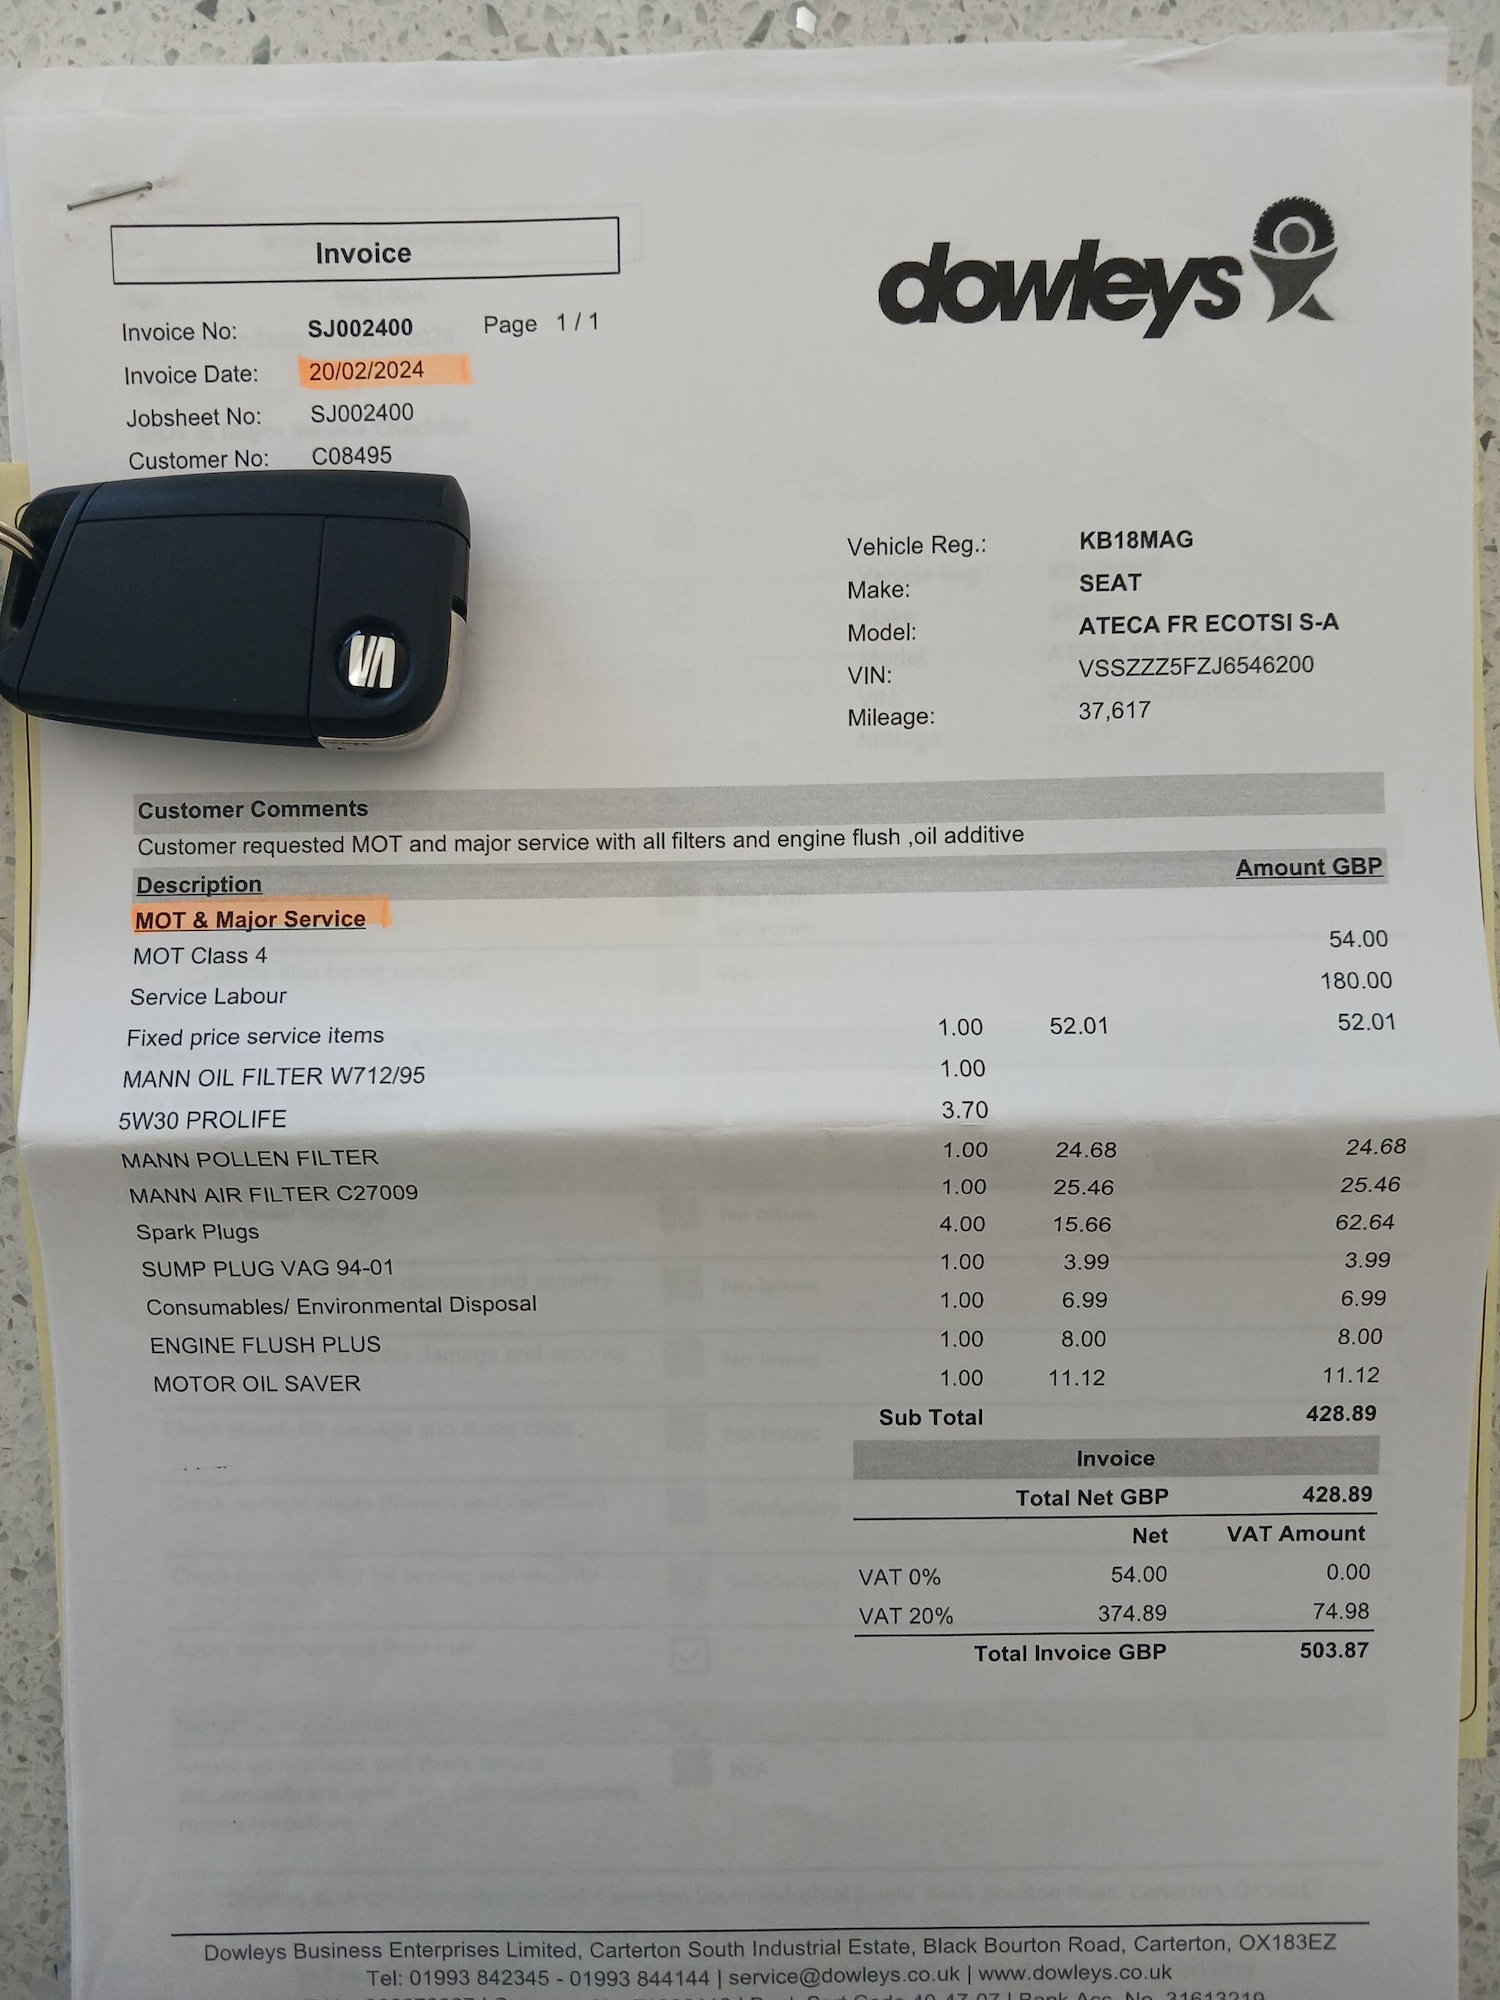 Invoice
dowleys
Invoice No: SJ002400 Page 1 / 1
Invoice Date: 20/02/2024
Jobsheet No: SJ002400
Customer No: C08495
Vehicle Reg.: KB18MAG
Make: SEAT
Model: ATECA FR ECOTSI S-A
VIN: VSSZZZ5FZJ6546200
Mileage: 37,617
Customer Comments
Customer requested MOT and major service with all filters and engine flush ,oil additive
Description Amount GBP
MOT & Major Service
MOT Class 4 54.00
Service Labour 180.00
Fixed price service items 1.00 52.01 52.01
MANN OIL FILTER W712/95 1.00
5W30 PROLIFE 3.70
MANN POLLEN FILTER 1.00 24.68 24.68
MANN AIR FILTER C27009 1.00 25.46 25.46
Spark Plugs 4.00 15.66 62.64
SUMP PLUG VAG 94-01 1.00 3.99 3.99
Consumables/ Environmental Disposal 1.00 6.99 6.99
ENGINE FLUSH PLUS 1.00 8.00 8.00
MOTOR OIL SAVER 1.00 11.12 11.12
Sub Total 428.89
Invoice
Total Net GBP 428.89
Net VAT Amount
VAT 0% 54.00 0.00
VAT 20% 374.89 74.98
Total Invoice GBP 503.87
Dowleys Business Enterprises Limited, Carterton South Industrial Estate, Black Bourton Road, Carterton, OX183EZ
Tel: 01993 842345 - 01993 844144 | service@dowleys.co.uk | www.dowleys.co.uk